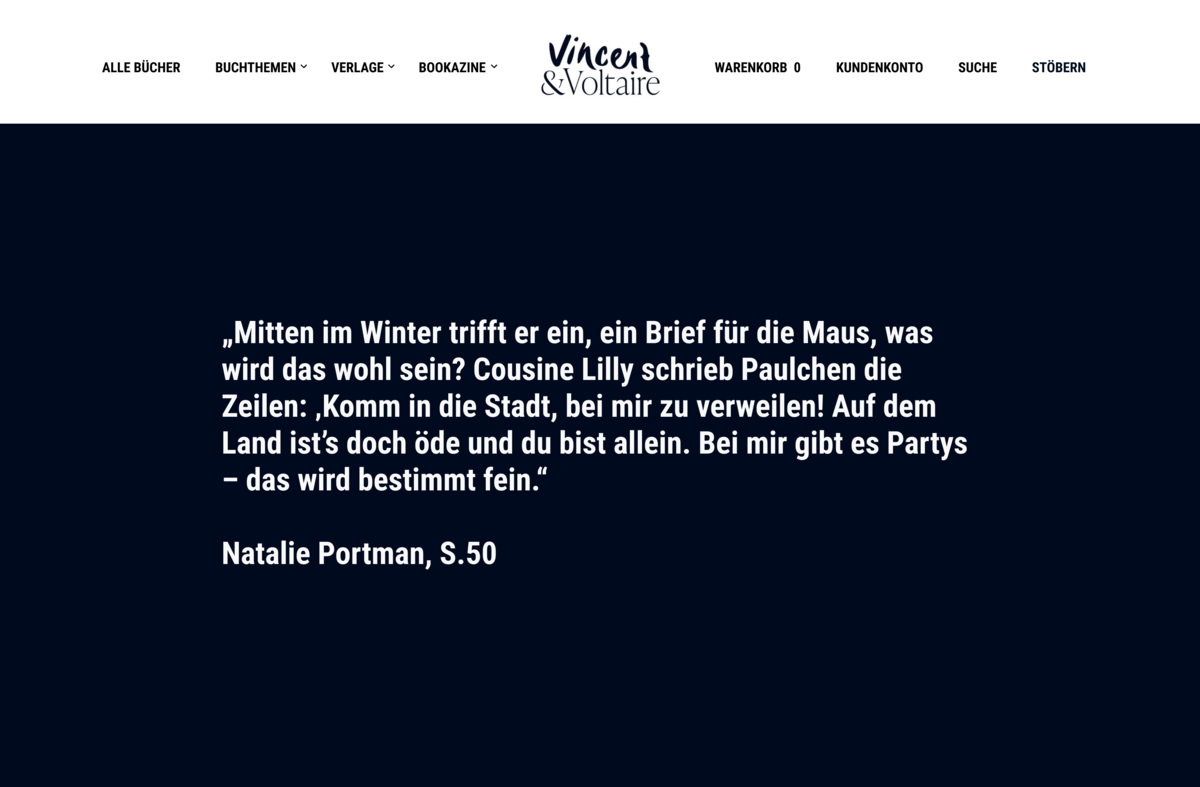 ALLE BÜCHER BUCHTHEMEN VERLAGE BOOKAZINE Vincent &Voltaire WARENKORB 0 KUNDENKONTO SUCHE STÖBERN
„Mitten im Winter trifft er ein, ein Brief für die Maus, was
wird das wohl sein? Cousine Lilly schrieb Paulchen die
Zeilen: ‚Komm in die Stadt, bei mir zu verweilen! Auf dem
Land ist’s doch öde und du bist allein. Bei mir gibt es Partys
– das wird bestimmt fein.“
Natalie Portman, S.50